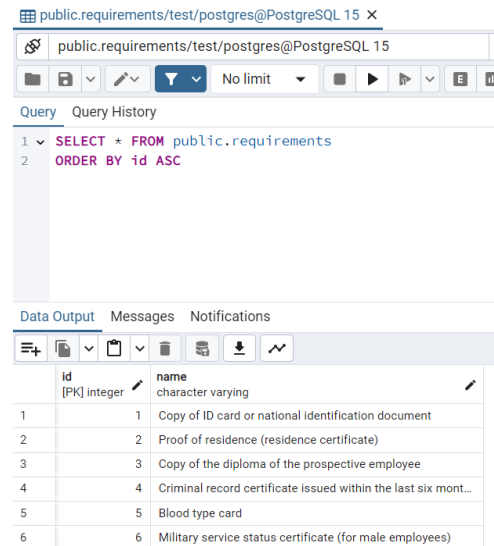 public.requirements/test/postgres@PostgreSQL 15
public.requirements/test/postgres@PostgreSQL 15
No limit
E
Query Query History
1 SELECT * FROM public.requirements
2 ORDER BY id ASC
Data Output Messages Notifications
id
[PK] integer
name
character varying
1 1 Copy of ID card or national identification document
2 2 Proof of residence (residence certificate)
3 3 Copy of the diploma of the prospective employee
4 4 Criminal record certificate issued within the last six mont...
5 5 Blood type card
6 6 Military service status certificate (for male employees)